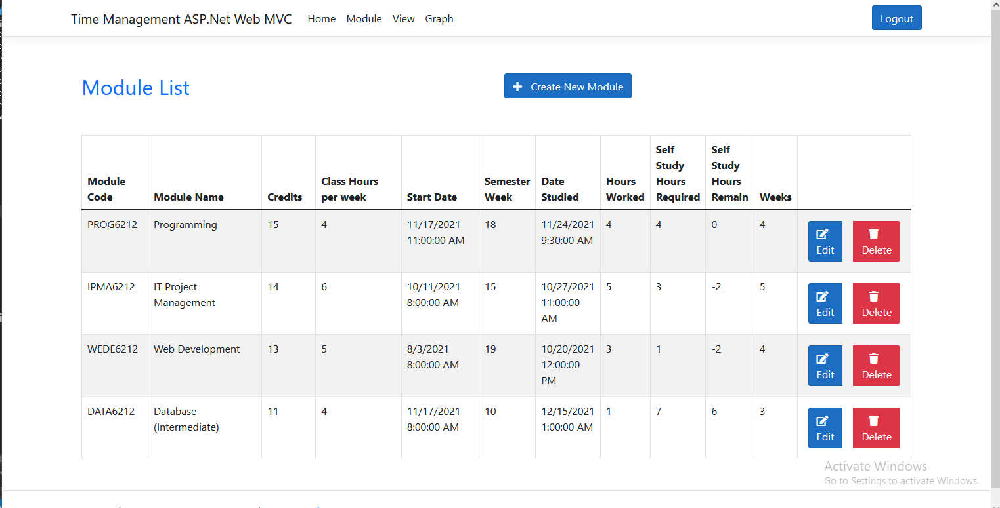 Time Management ASP.Net Web MVC Home Module View Graph Logout
Module List
Create New Module
Module Code Module Name Credits Class Hours per week Start Date Semester Week Date Studied Hours Worked Self Study Hours Required Self Study Hours Remain Weeks
PROG6212 Programming 15 4 11/17/2021 11:00:00 AM 18 11/24/2021 9:30:00 AM 4 4 0 4 Edit Delete
IPMA6212 IT Project Management 14 6 10/11/2021 8:00:00 AM 15 10/27/2021 11:00:00 AM 5 3 -2 5 Edit Delete
WEDE6212 Web Development 13 5 8/3/2021 8:00:00 AM 19 10/20/2021 12:00:00 PM 3 1 -2 4 Edit Delete
DATA6212 Database (Intermediate) 11 4 11/17/2021 8:00:00 AM 10 12/15/2021 1:00:00 AM 1 7 6 3 Edit Delete
Activate Windows
Go to Settings to activate Windows.